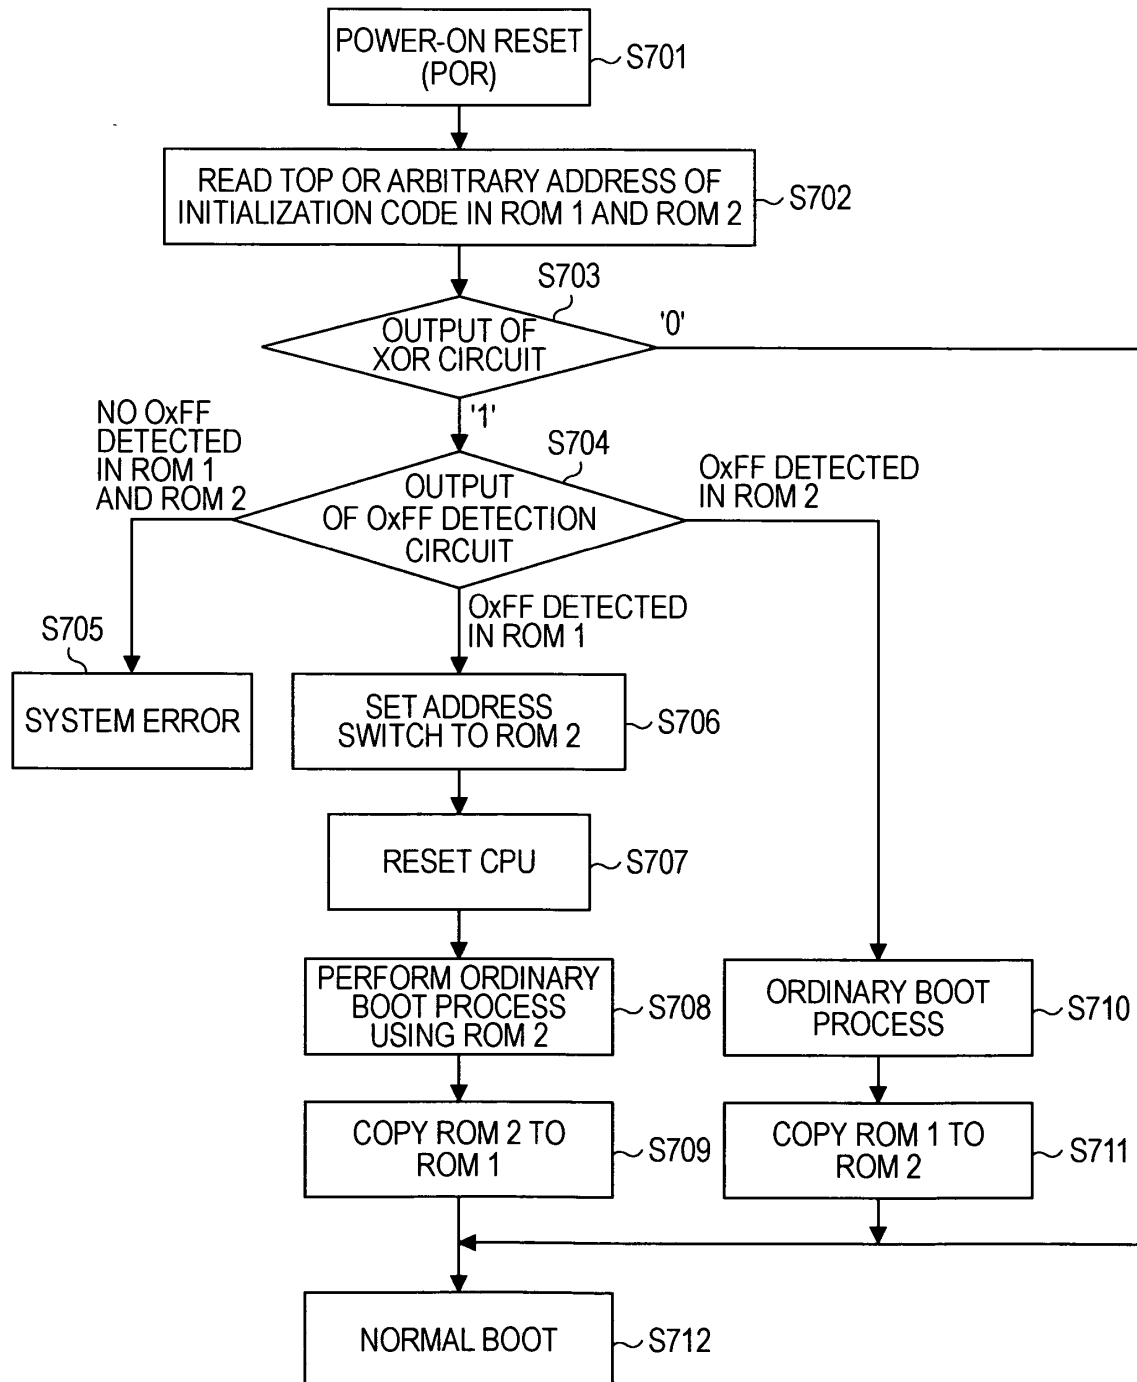 POWER-ON RESET
(POR)
S701
READ TOP OR ARBITRARY ADDRESS OF
INITIALIZATION CODE IN ROM 1 AND ROM 2
S702
S703
OUTPUT OF
XOR CIRCUIT
'0'
'1'
NO OxFF
DETECTED
IN ROM 1
AND ROM 2
S704
OUTPUT
OF OxFF DETECTION
CIRCUIT
OxFF DETECTED
IN ROM 2
OxFF DETECTED
IN ROM 1
S705
SYSTEM ERROR
SET ADDRESS
SWITCH TO ROM 2
S706
RESET CPU
S707
PERFORM ORDINARY
BOOT PROCESS
USING ROM 2
S708
ORDINARY BOOT
PROCESS
S710
COPY ROM 2 TO
ROM 1
S709
COPY ROM 1 TO
ROM 2
S711
NORMAL BOOT
S712